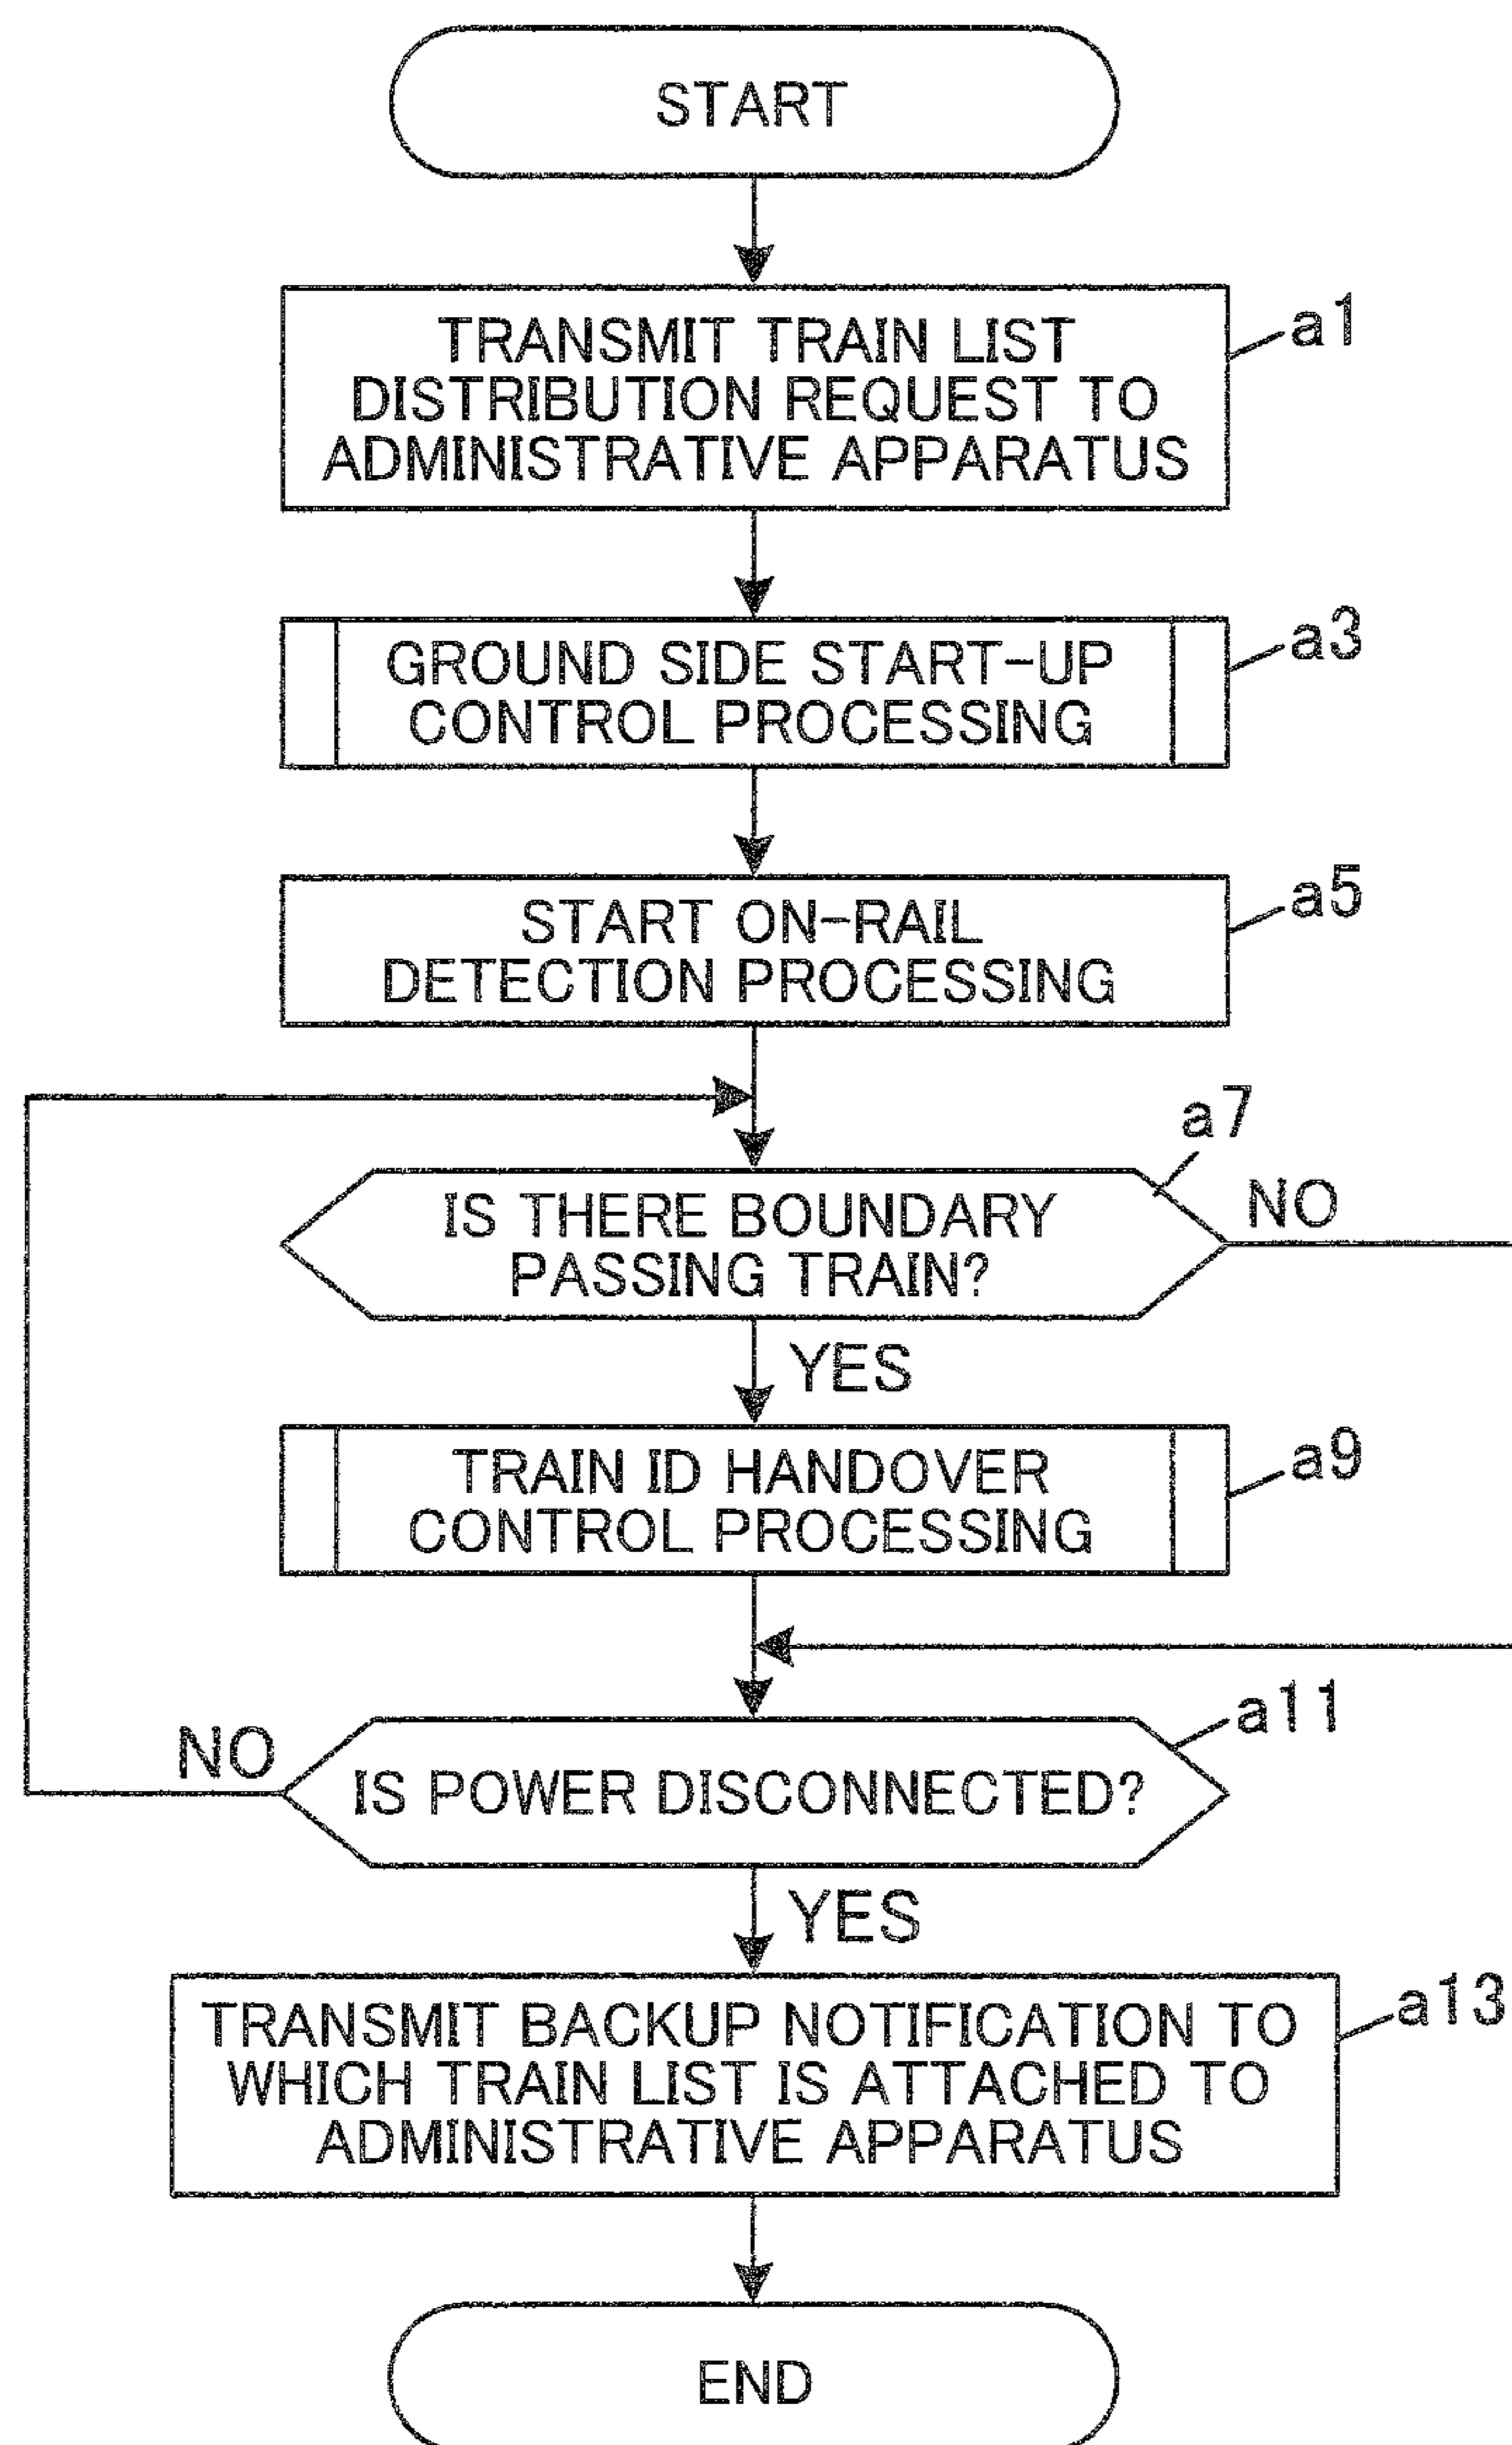 START
TRANSMIT TRAIN LIST
DISTRIBUTION REQUEST TO
ADMINISTRATIVE APPARATUS
a1
GROUND SIDE START-UP
CONTROL PROCESSING
a3
START ON-RAIL
DETECTION PROCESSING
a5
a7
IS THERE BOUNDARY
PASSING TRAIN?
NO
YES
TRAIN ID HANDOVER
CONTROL PROCESSING
a9
a11
NO
IS POWER DISCONNECTED?
YES
TRANSMIT BACKUP NOTIFICATION TO
WHICH TRAIN LIST IS ATTACHED TO
ADMINISTRATIVE APPARATUS
a13
END